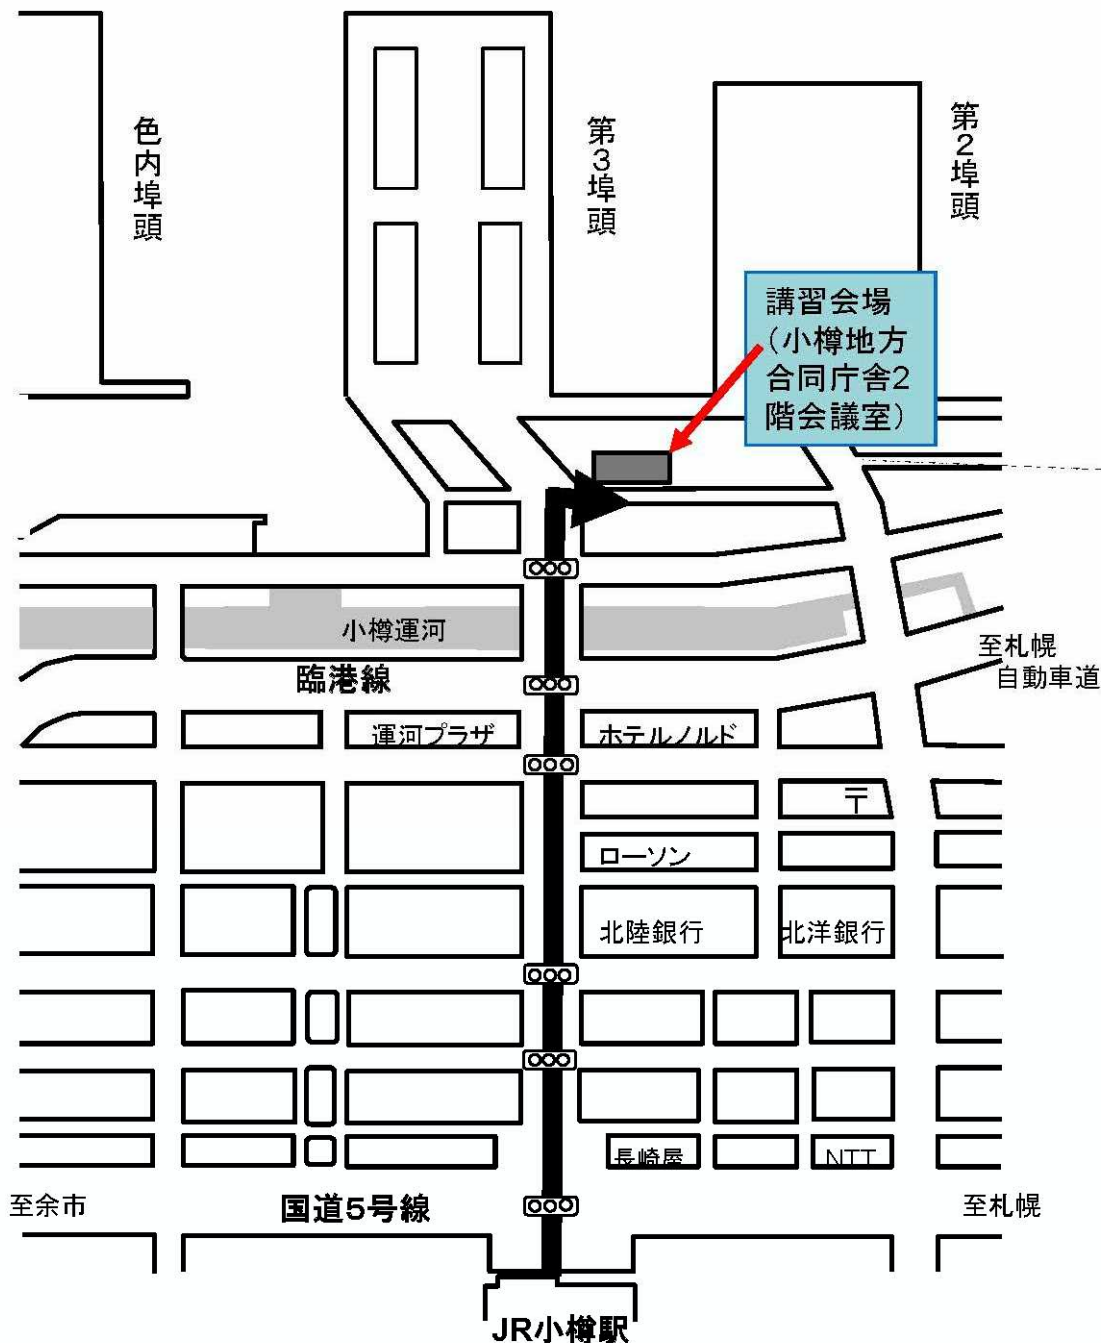 色内埠頭
第3埠頭
第2埠頭
講習会場
（小樽地方
合同庁舎2
階会議室）
小樽運河
至札幌
自動車道
臨港線
運河プラザ
ホテルノルド
〒
ローソン
北陸銀行
北洋銀行
長崎屋
NTT
至余市
国道5号線
至札幌
JR小樽駅